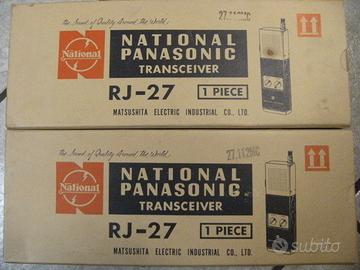 the Sound of Quality Around the World
27.112MC
National
NATIONAL
PANASONIC
TRANSCEIVER
RJ-27 1 PIECE
MATSUSHITA ELECTRIC INDUSTRIAL CO., LTD.
the Sound of Quality Around the World
27.112MC
National
NATIONAL
PANASONIC
TRANSCEIVER
RJ-27 1 PIECE
MATSUSHITA ELECTRIC INDUSTRIAL CO., LTD.
subito